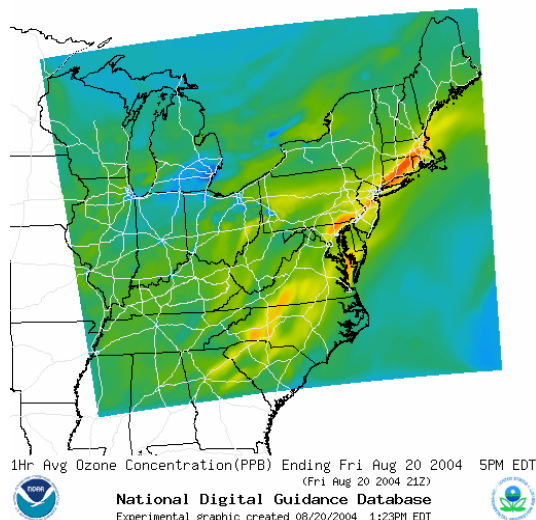 1Hr Avg Ozone Concentration(PPB) Ending Fri Aug 20 2004 5PM EDT
(Fri Aug 20 2004 21Z)
NOAA
National Digital Guidance Database
Experimental graphic created 08/20/2004 1:23PM EDT